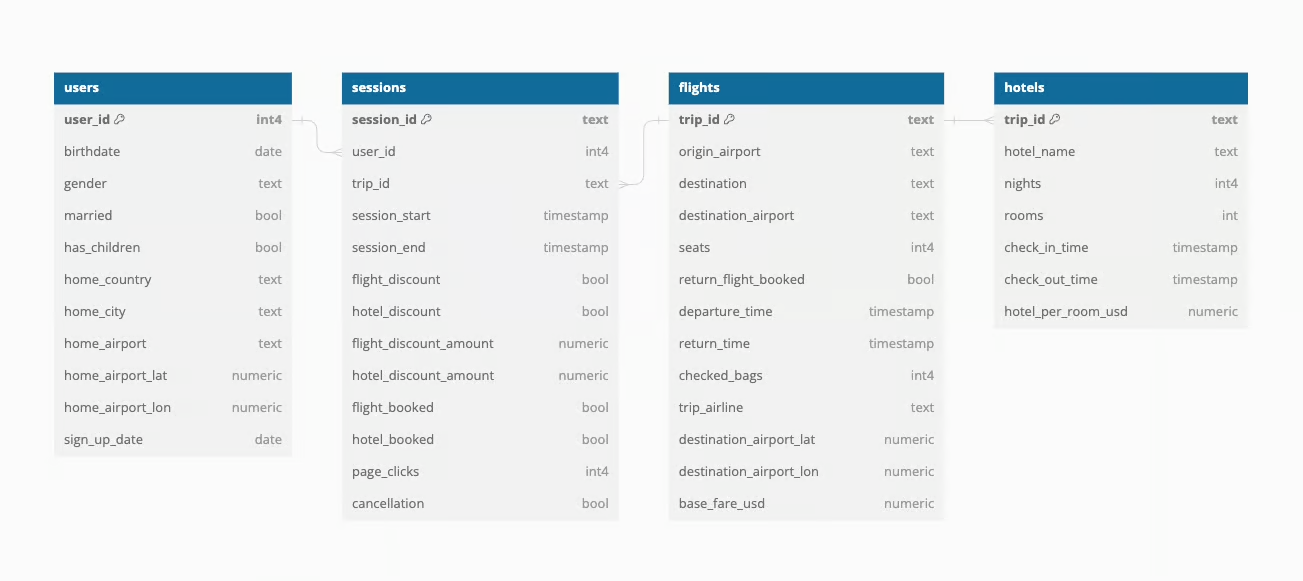 users
user_id int4
birthdate date
gender text
married bool
has_children bool
home_country text
home_city text
home_airport text
home_airport_lat numeric
home_airport_lon numeric
sign_up_date date
sessions
session_id text
user_id int4
trip_id text
session_start timestamp
session_end timestamp
flight_discount bool
hotel_discount bool
flight_discount_amount numeric
hotel_discount_amount numeric
flight_booked bool
hotel_booked bool
page_clicks int4
cancellation bool
flights
trip_id text
origin_airport text
destination text
destination_airport text
seats int4
return_flight_booked bool
departure_time timestamp
return_time timestamp
checked_bags int4
trip_airline text
destination_airport_lat numeric
destination_airport_lon numeric
base_fare_usd numeric
hotels
trip_id text
hotel_name text
nights int4
rooms int
check_in_time timestamp
check_out_time timestamp
hotel_per_room_usd numeric